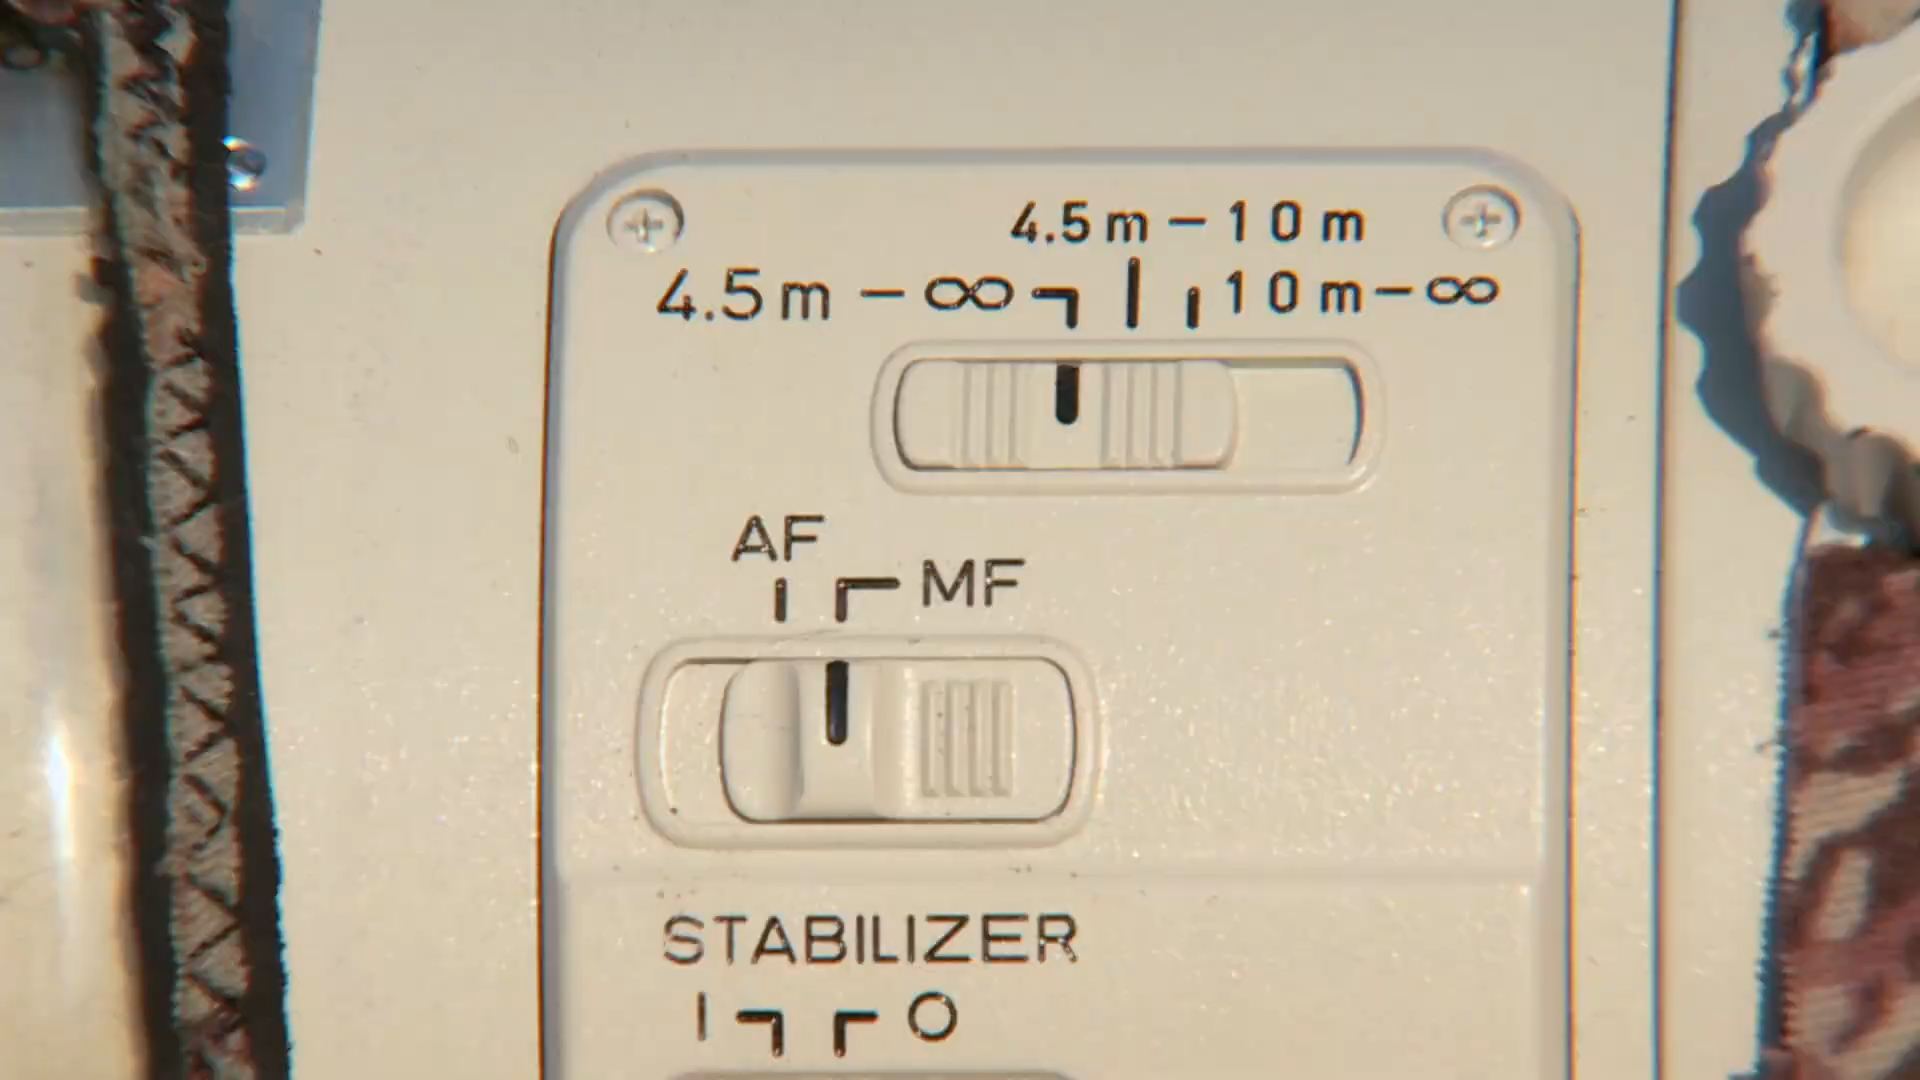 4.5m – 10m
4.5m – ∞
10m – ∞
AF
MF
STABILIZER
I
O